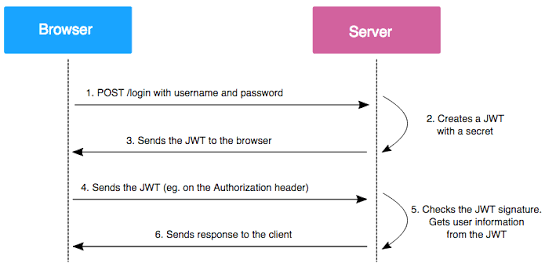 Browser
Server
1. POST /login with username and password
2. Creates a JWT
with a secret
3. Sends the JWT to the browser
4. Sends the JWT (eg. on the Authorization header)
5. Checks the JWT signature.
Gets user information
from the JWT
6. Sends response to the client